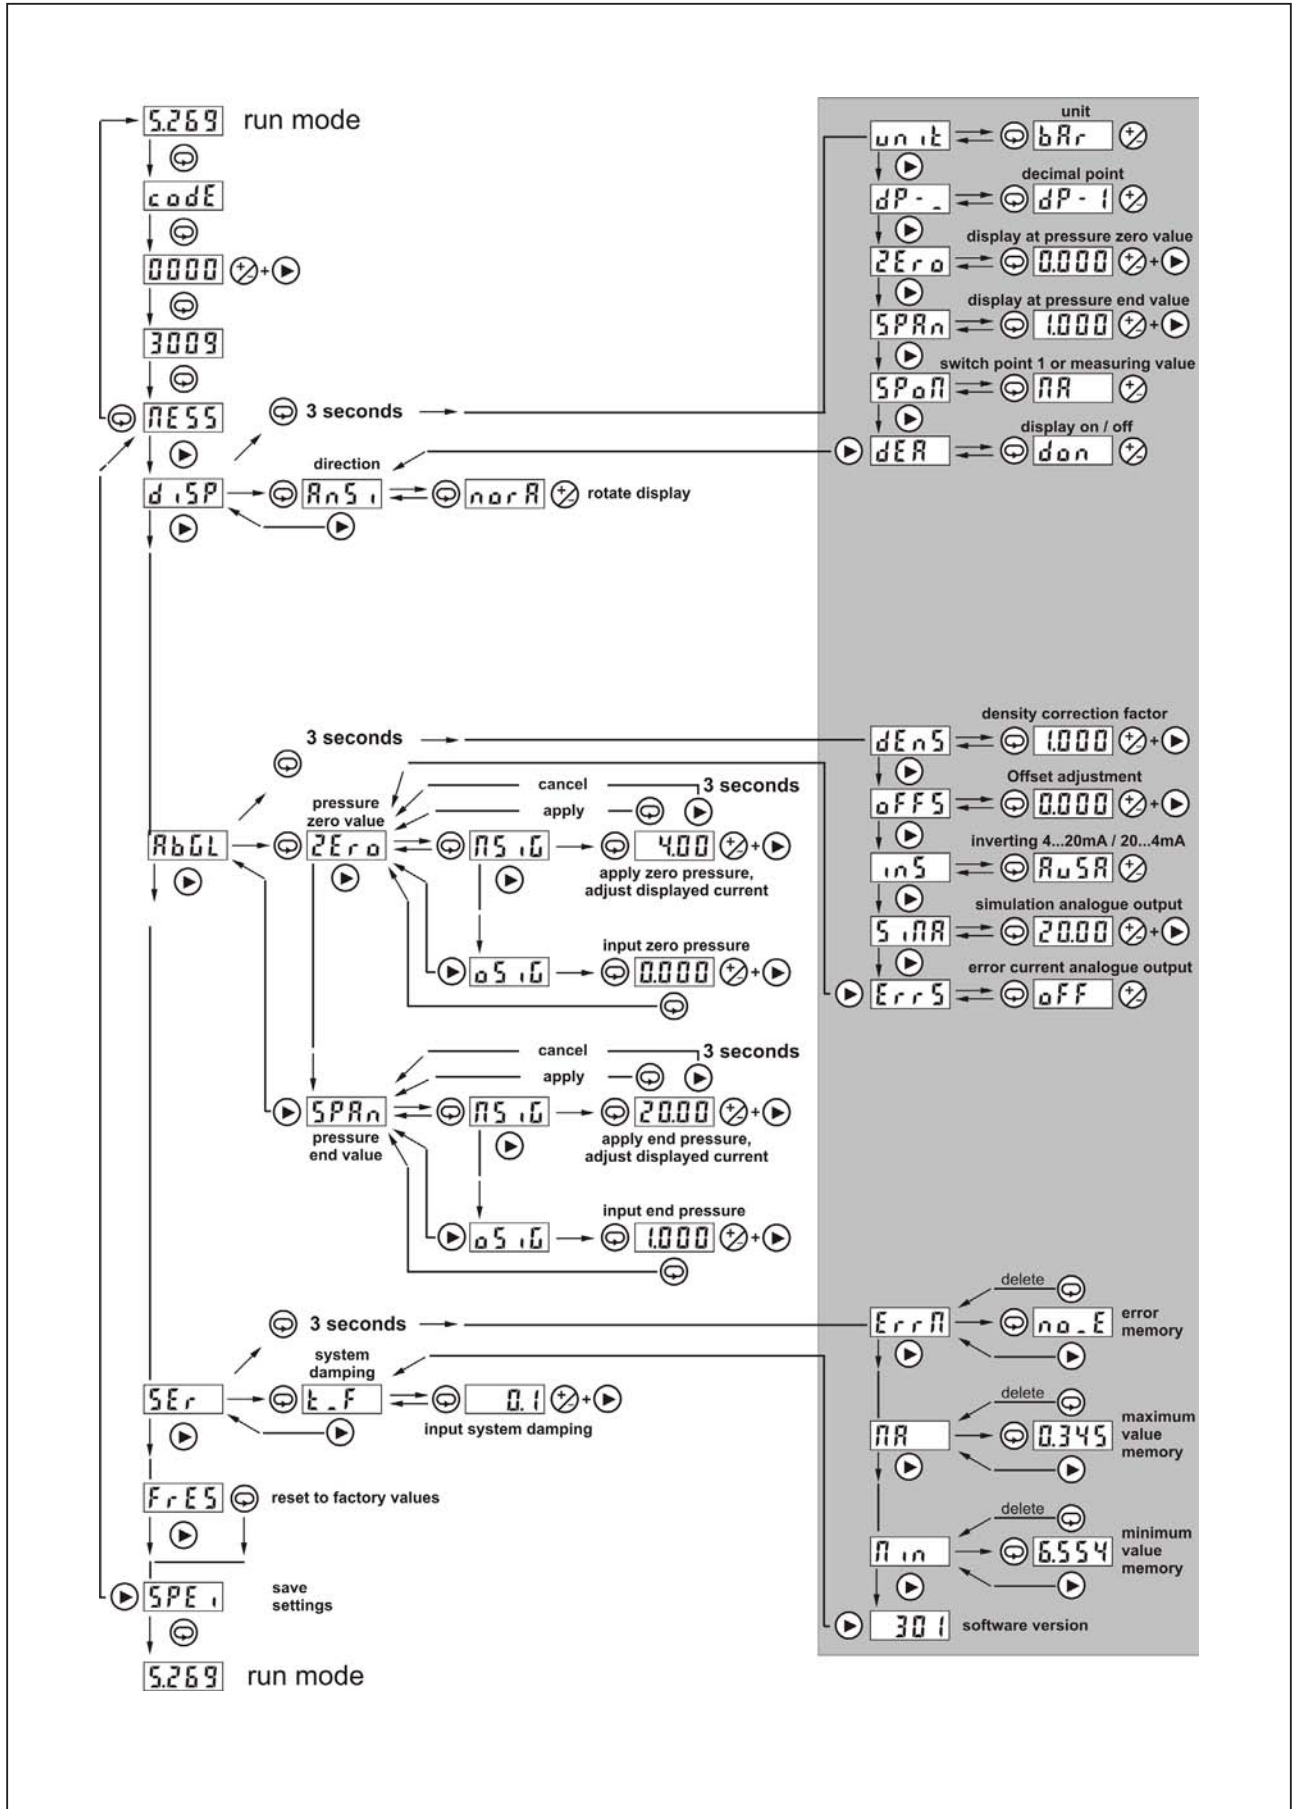 5.269 run mode
codE
0000 +
3009
MESS
3 seconds
direction
diSP
AnSi
norA
rotate display
unit
unit
bAr
decimal point
dP-_
dP-1
display at pressure zero value
ZEro
0.000 +
display at pressure end value
SPAn
1.000 +
switch point 1 or measuring value
SPoM
MA
display on / off
dEA
don
3 seconds
density correction factor
dEnS
1.000 +
Offset adjustment
oFFS
0.000 +
inverting 4...20mA / 20...4mA
inS
AuSA
simulation analogue output
SiMA
20.00 +
error current analogue output
ErrS
oFF
cancel
3 seconds
apply
pressure
zero value
AbGL
ZEro
MSiG
4.00 +
apply zero pressure,
adjust displayed current
input zero pressure
oSiG
0.000 +
cancel
3 seconds
apply
SPAn
pressure
end value
MSiG
20.00 +
apply end pressure,
adjust displayed current
input end pressure
oSiG
1.000 +
3 seconds
system
damping
SEr
t_F
0.1 +
input system damping
delete
ErrM
no_E
error
memory
delete
MA
0.345
maximum
value
memory
delete
Min
6.554
minimum
value
memory
301
software version
FrES
reset to factory values
SPEi
save
settings
5.269 run mode